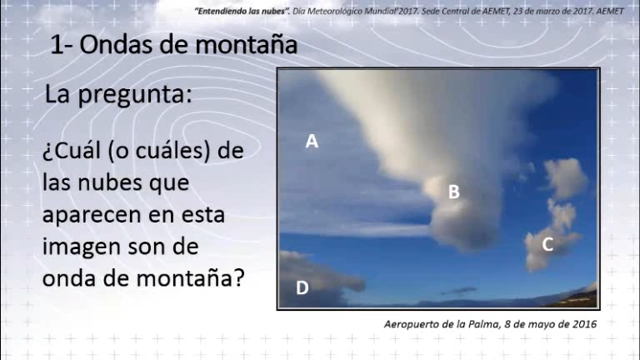 "Entendiendo las nubes". Día Meteorológico Mundial'2017. Sede Central de AEMET, 23 de marzo de 2017. AEMET
1- Ondas de montaña
La pregunta:
¿Cuál (o cuáles) de
las nubes que
aparecen en esta
imagen son de
onda de montaña?
A
B
C
D
Aeropuerto de la Palma, 8 de mayo de 2016